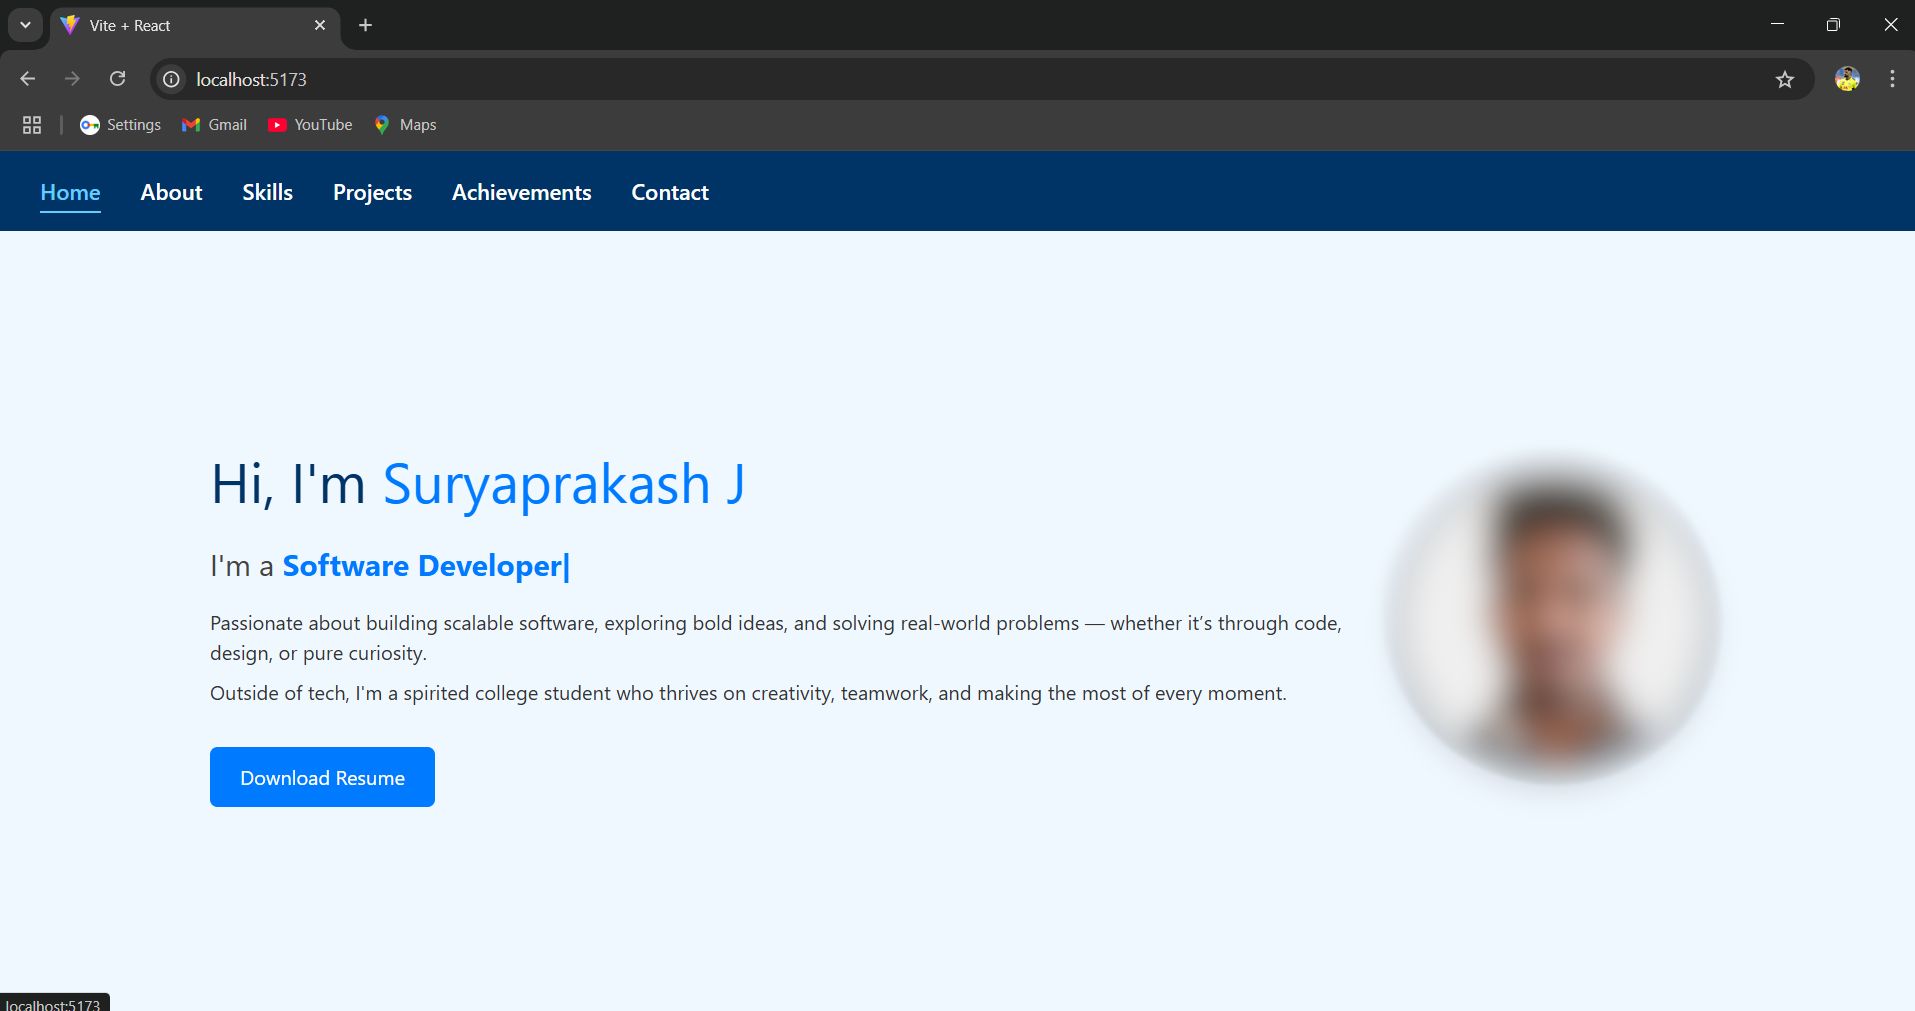 Vite + React
localhost:5173
Settings Gmail YouTube Maps
Home About Skills Projects Achievements Contact
Hi, I'm Suryaprakash J
I'm a Software Developer|
Passionate about building scalable software, exploring bold ideas, and solving real-world problems — whether it’s through code,
design, or pure curiosity.
Outside of tech, I'm a spirited college student who thrives on creativity, teamwork, and making the most of every moment.
Download Resume
localhost:5173